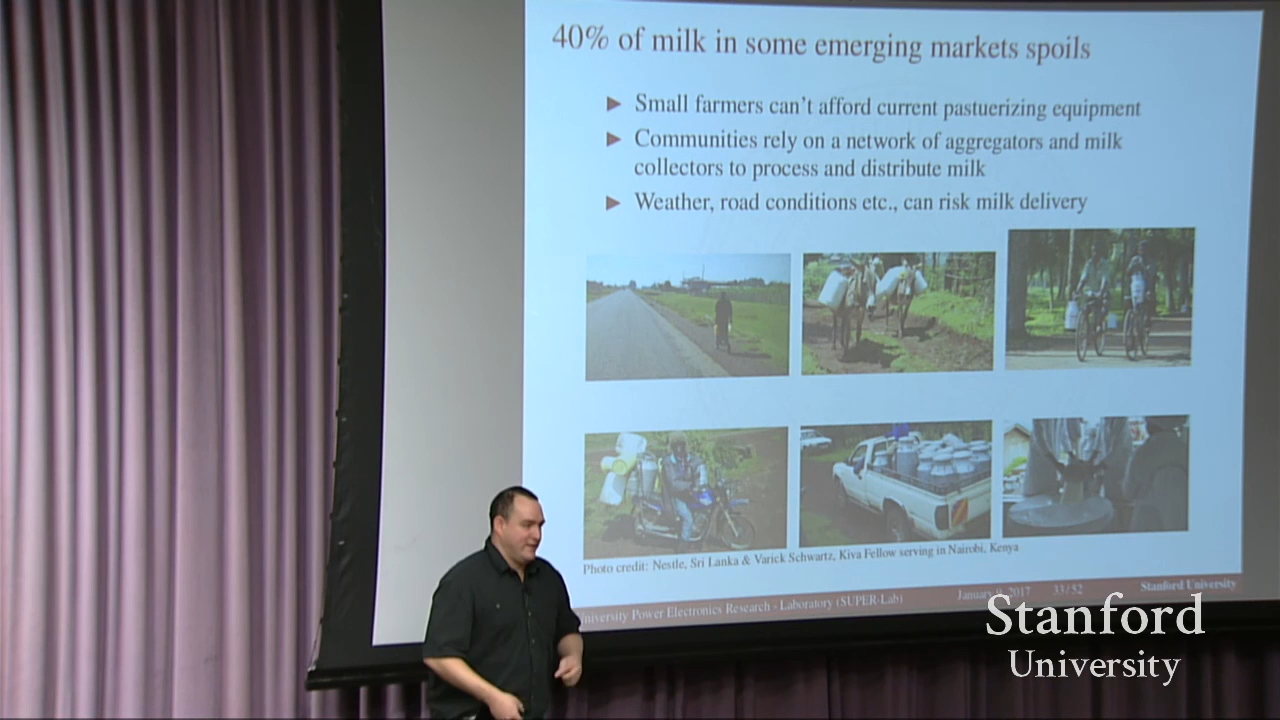 40% of milk in some emerging markets spoils
Small farmers can't afford current pastuerizing equipment
Communities rely on a network of aggregators and milk
collectors to process and distribute milk
Weather, road conditions etc., can risk milk delivery
Photo credit: Nestle, Sri Lanka & Varick Schwartz, Kiva Fellow serving in Nairobi, Kenya
University Power Electronics Research - Laboratory (SUPER-Lab) 2017 33/52 Stanford University
Stanford
University